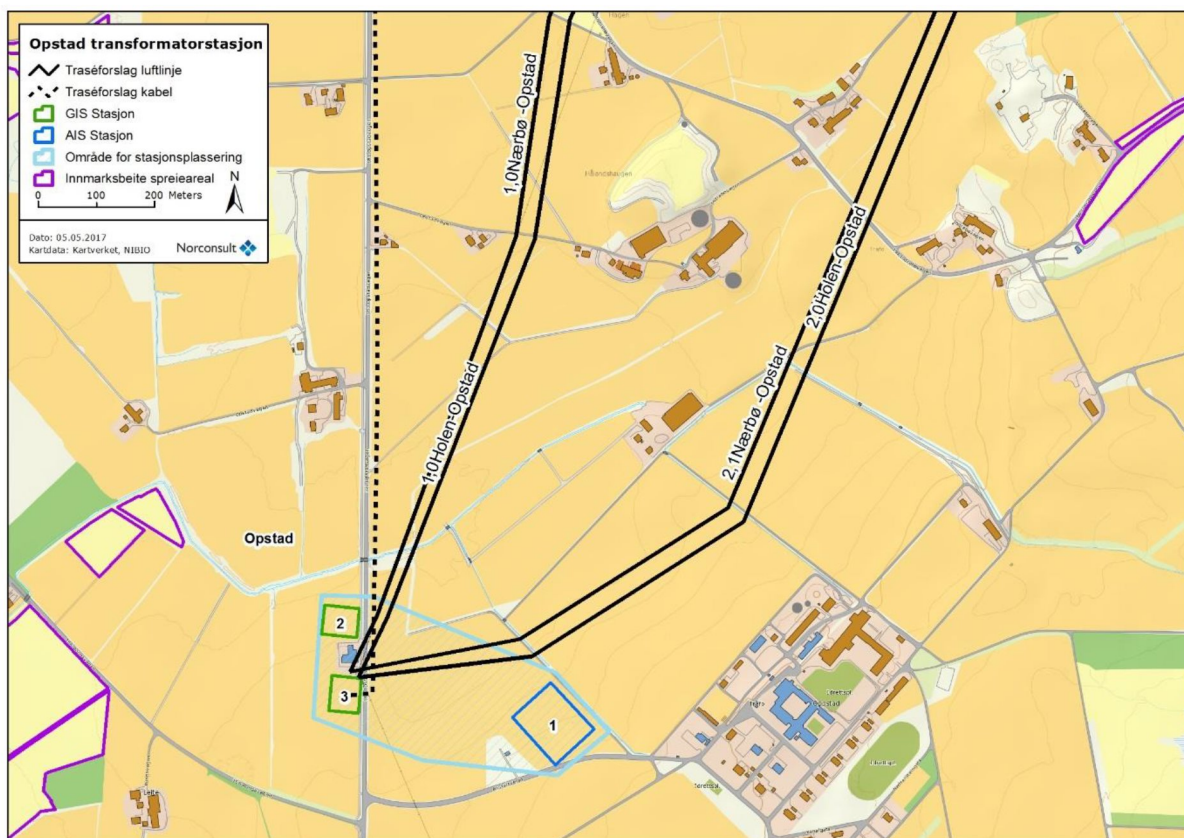 Opstad transformatorstasjon
Traséforslag luftlinje
Traséforslag kabel
GIS Stasjon
AIS Stasjon
Område for stasjonsplassering
Innmarksbeite spreieareal
N
0 100 200 Meters
Dato: 05.05.2017
Kartdata: Kartverket, NIBIO
Norconsult
1,0Nærbø -Opstad
2,0Holen-Opstad
1,0Holen-Opstad
2,1Nærbø -Opstad
Opstad
2
3
1
Opstad
Leite